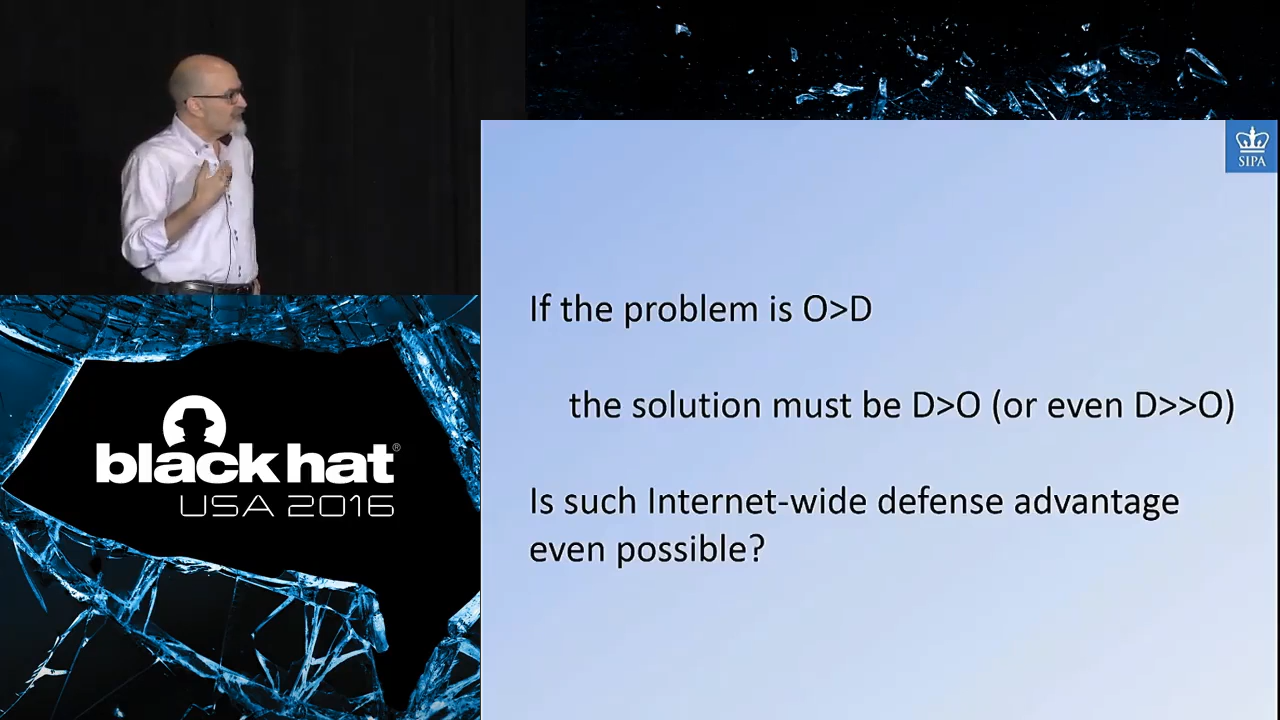 SIPA
If the problem is O>D
the solution must be D>O (or even D>>O)
Is such Internet-wide defense advantage
even possible?
black hat®
USA 2016